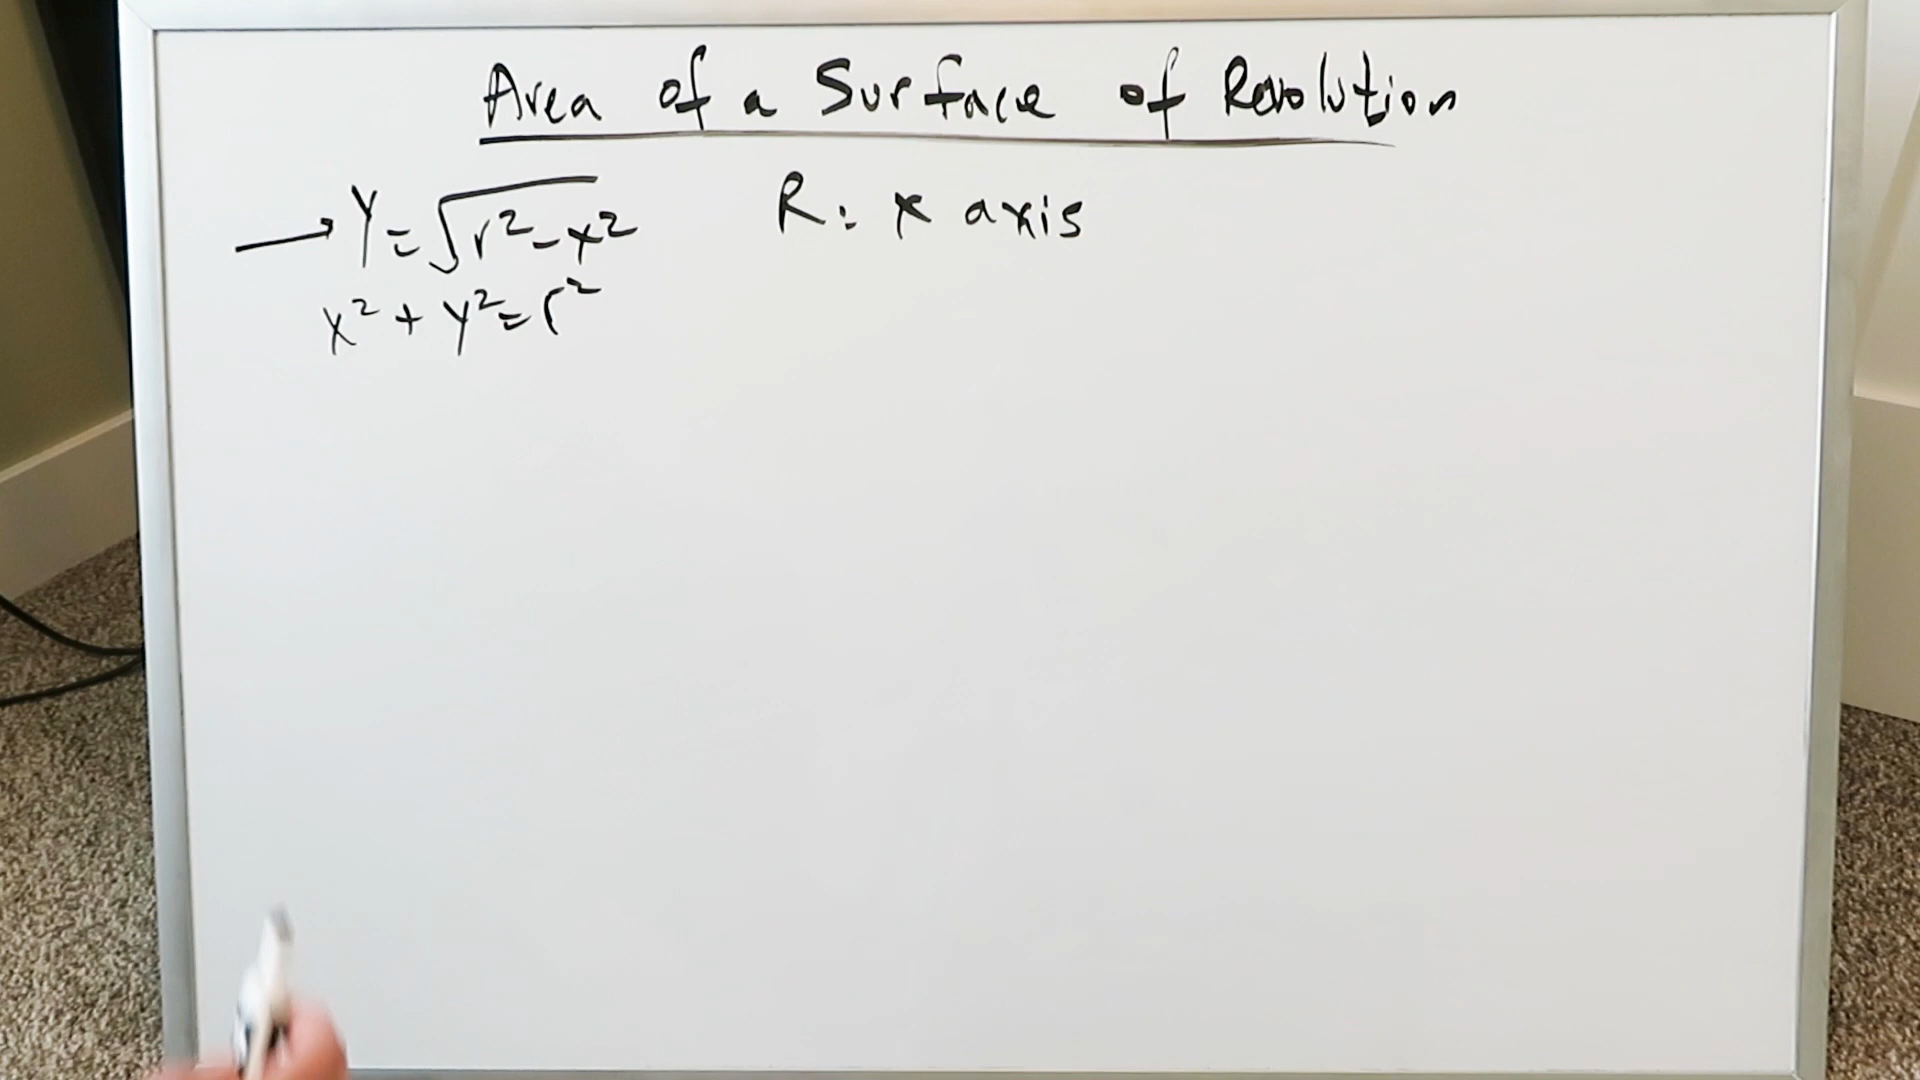 Area of a Surface of Revolution
→ y = √(r² - x²) R: x axis
x² + y² = r²